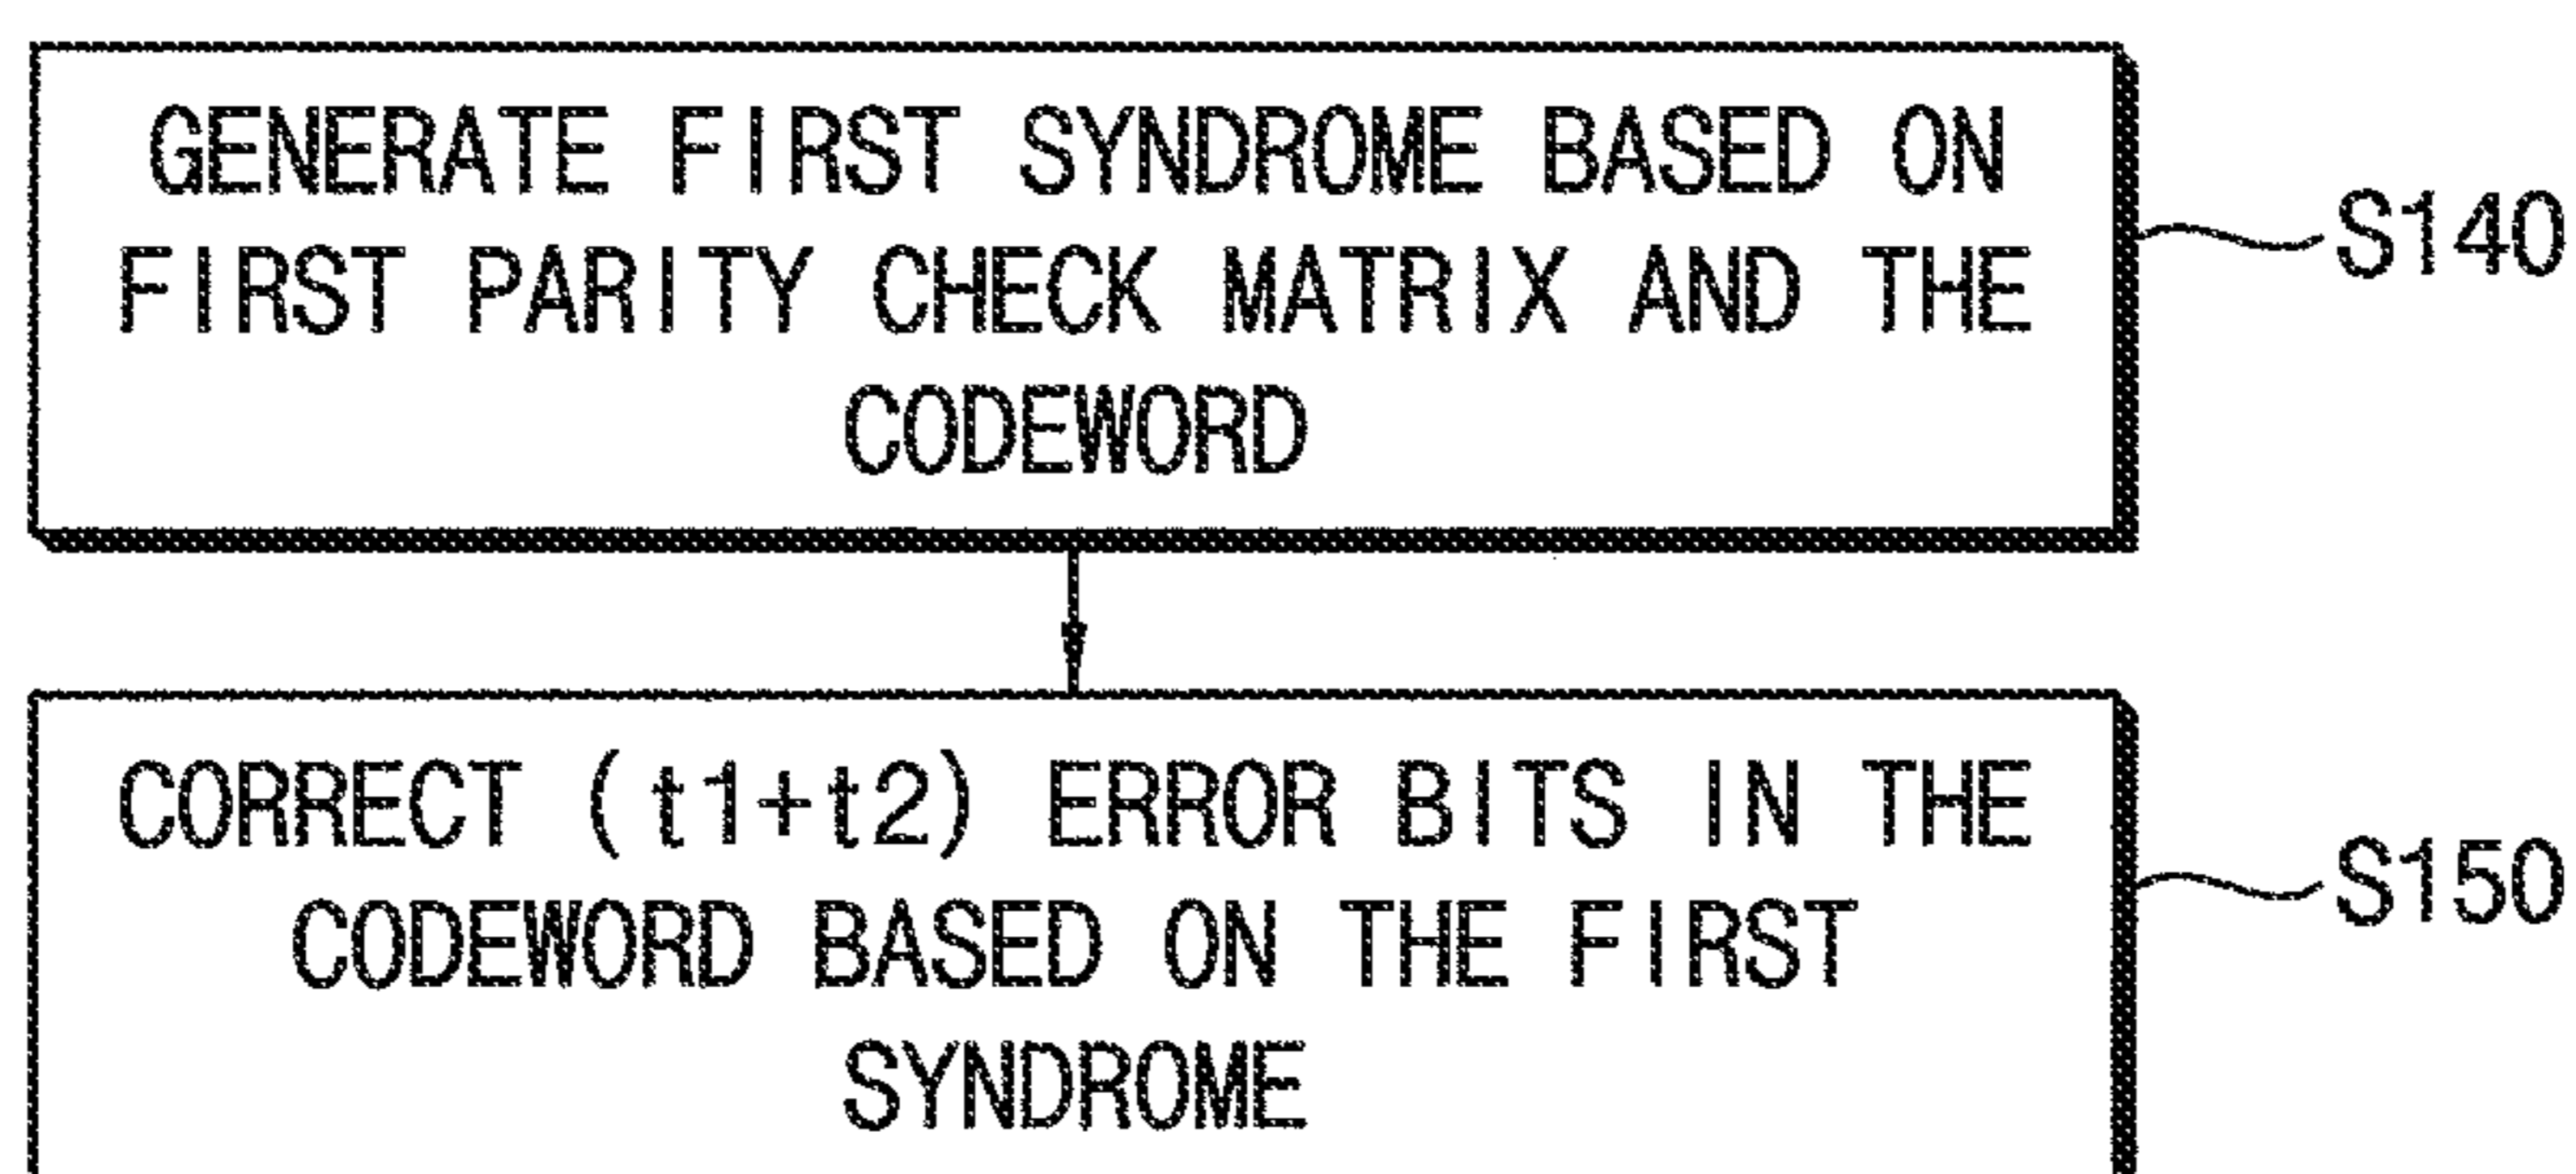 GENERATE FIRST SYNDROME BASED ON
FIRST PARITY CHECK MATRIX AND THE
CODEWORD
S140
CORRECT (t1+t2) ERROR BITS IN THE
CODEWORD BASED ON THE FIRST
SYNDROME
S150